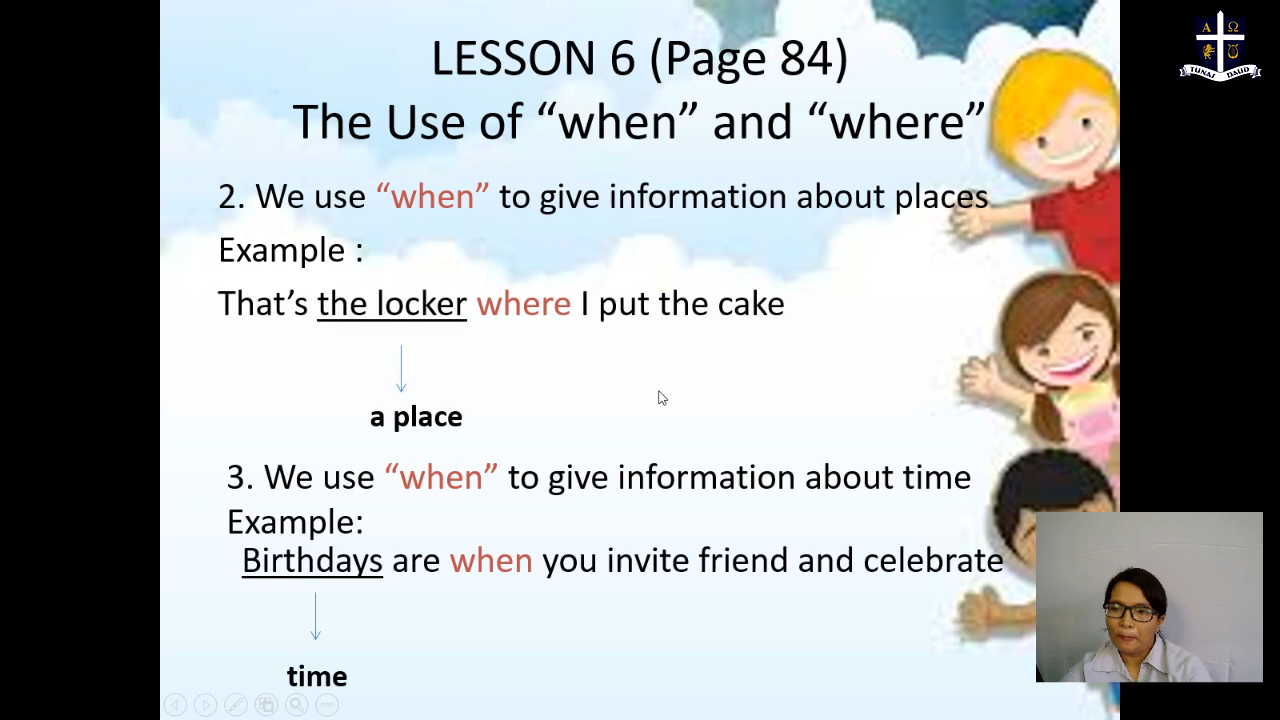 LESSON 6 (Page 84)
The Use of “when” and “where”
2. We use “when” to give information about places
Example :
That’s the locker where I put the cake
a place
3. We use “when” to give information about time
Example:
Birthdays are when you invite friend and celebrate
time
Α Ω
TUNAS DAUD